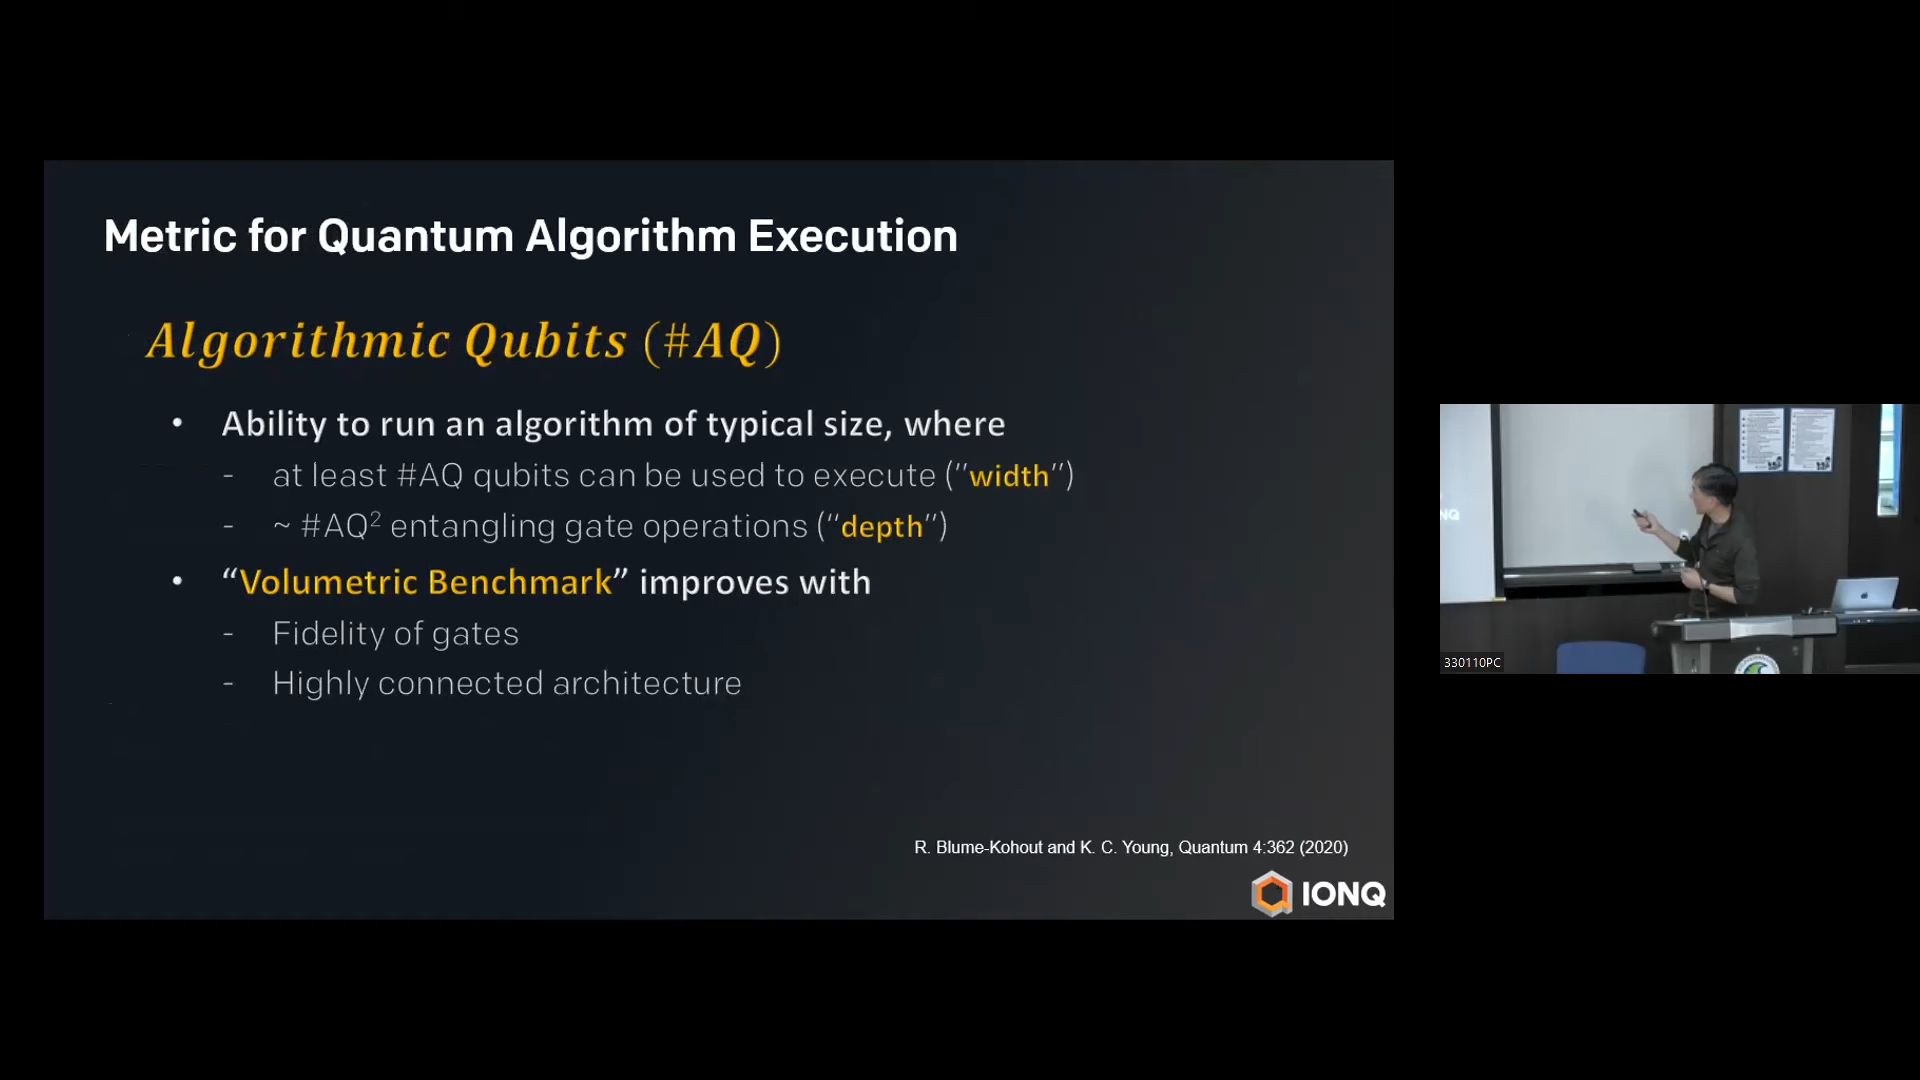 Metric for Quantum Algorithm Execution
Algorithmic Qubits (#AQ)
• Ability to run an algorithm of typical size, where
- at least #AQ qubits can be used to execute (“width”)
- ~ #AQ² entangling gate operations (“depth”)
• “Volumetric Benchmark” improves with
- Fidelity of gates
- Highly connected architecture
R. Blume-Kohout and K. C. Young, Quantum 4:362 (2020)
IONQ
NQ
330110PC